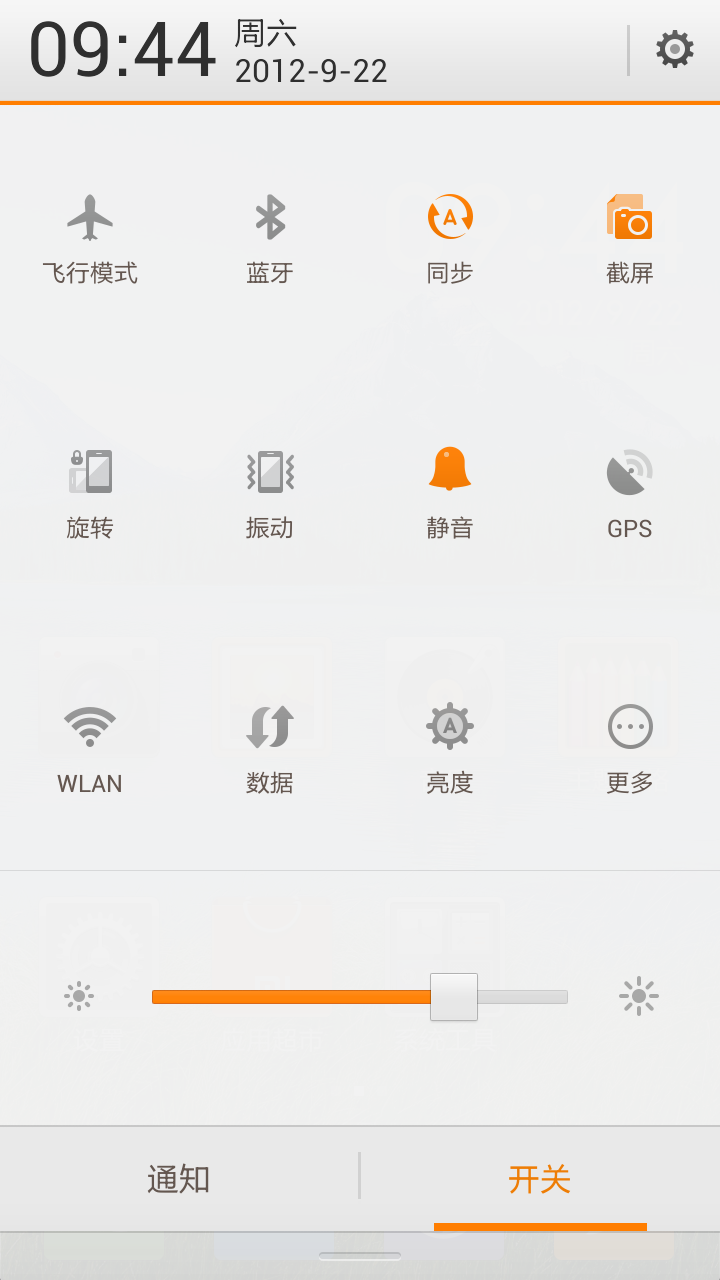 09:44
周六
2012-9-22
飞行模式 蓝牙 同步 截屏
旋转 振动 静音 GPS
WLAN 数据 亮度 更多
通知 开关